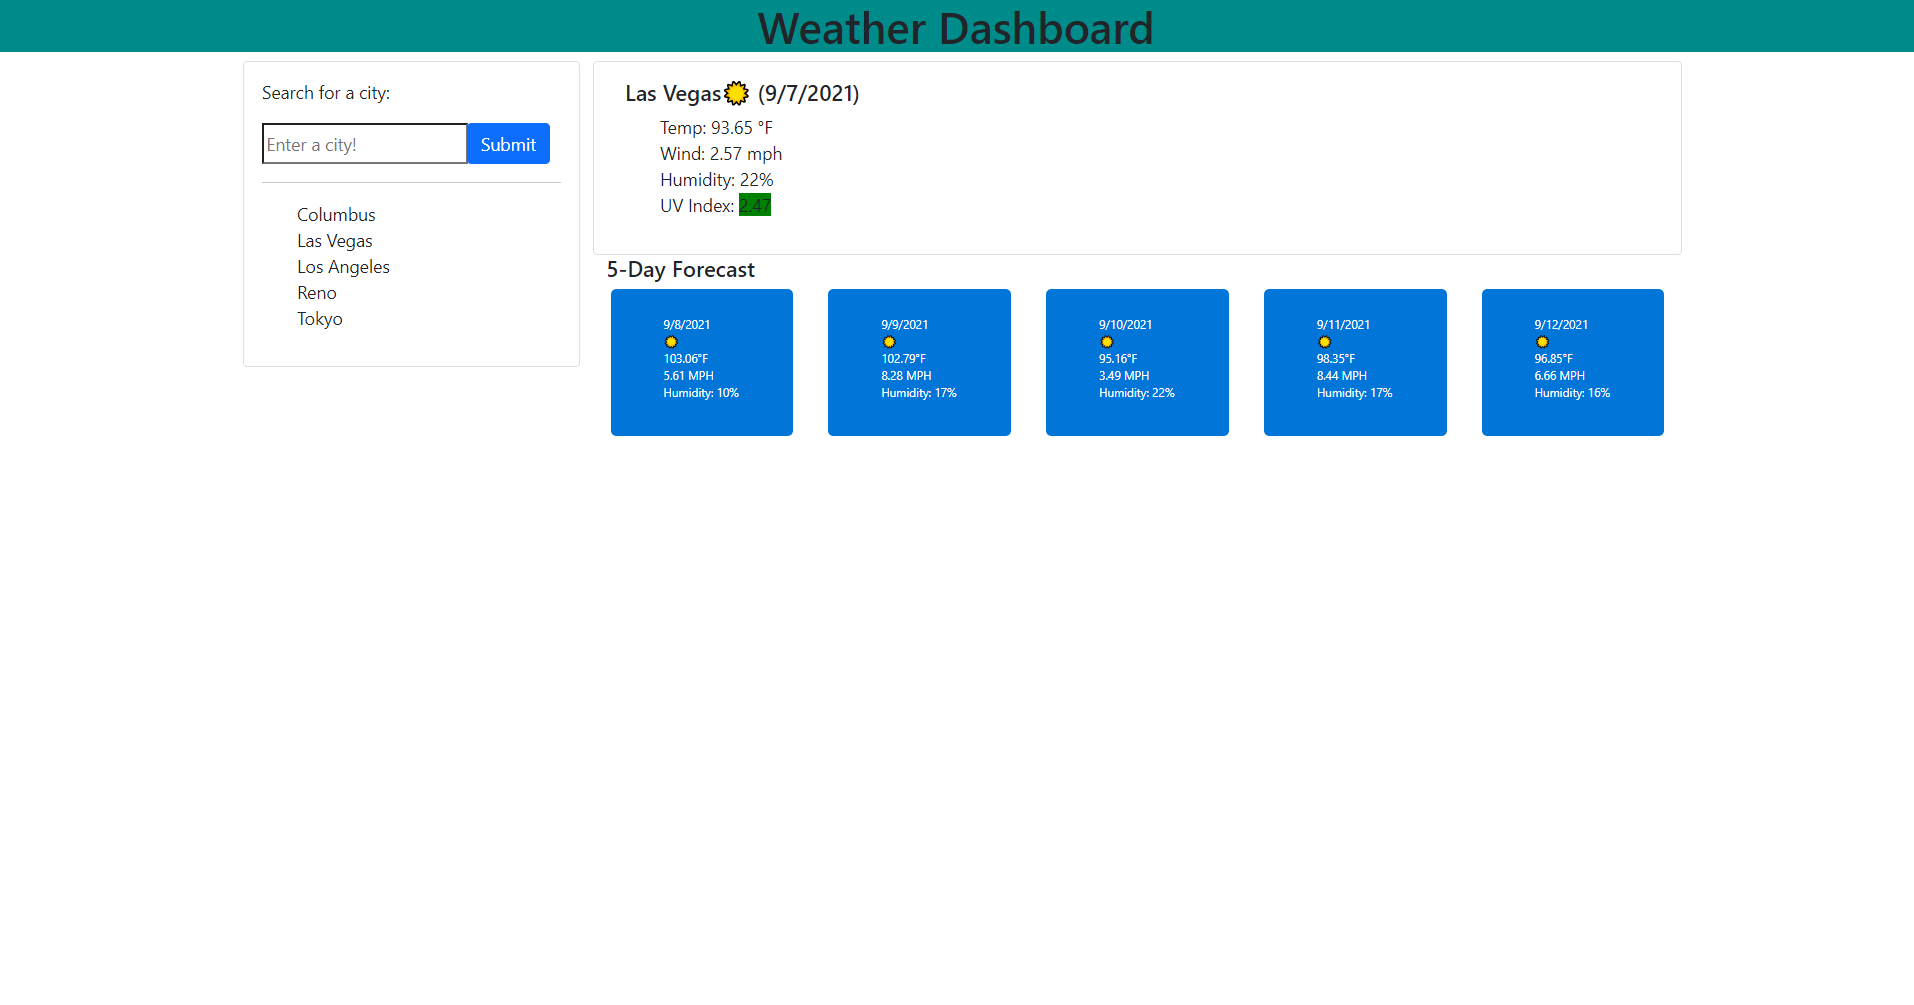 Weather Dashboard
Search for a city:
Enter a city!
Submit
Columbus
Las Vegas
Los Angeles
Reno
Tokyo
Las Vegas (9/7/2021)
Temp: 93.65 °F
Wind: 2.57 mph
Humidity: 22%
UV Index: 2.47
5-Day Forecast
9/8/2021
103.06°F
5.61 MPH
Humidity: 10%
9/9/2021
102.79°F
8.28 MPH
Humidity: 17%
9/10/2021
95.16°F
3.49 MPH
Humidity: 22%
9/11/2021
98.35°F
8.44 MPH
Humidity: 17%
9/12/2021
96.85°F
6.66 MPH
Humidity: 16%